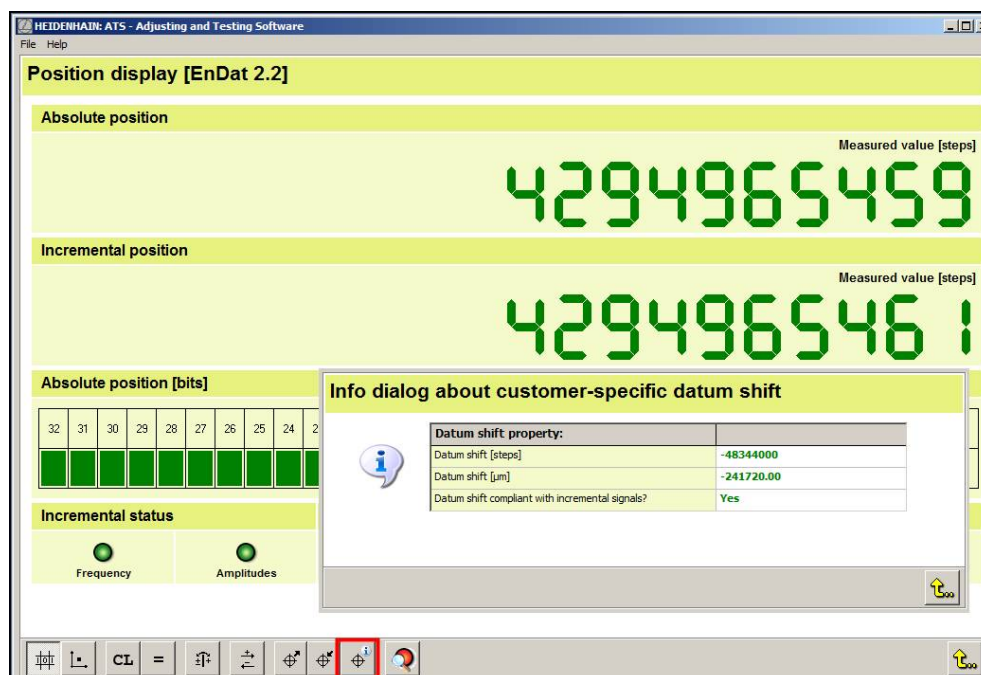 HEIDENHAIN: ATS - Adjusting and Testing Software
File Help
Position display [EnDat 2.2]
Absolute position
Measured value [steps]
4294965459
Incremental position
Measured value [steps]
4294965461
Absolute position [bits]
32 31 30 29 28 27 26 25 24 2
Info dialog about customer-specific datum shift
Datum shift property:
Datum shift [steps] -48344000
Datum shift [µm] -241720.00
Datum shift compliant with incremental signals? Yes
Incremental status
Frequency Amplitudes
CL =